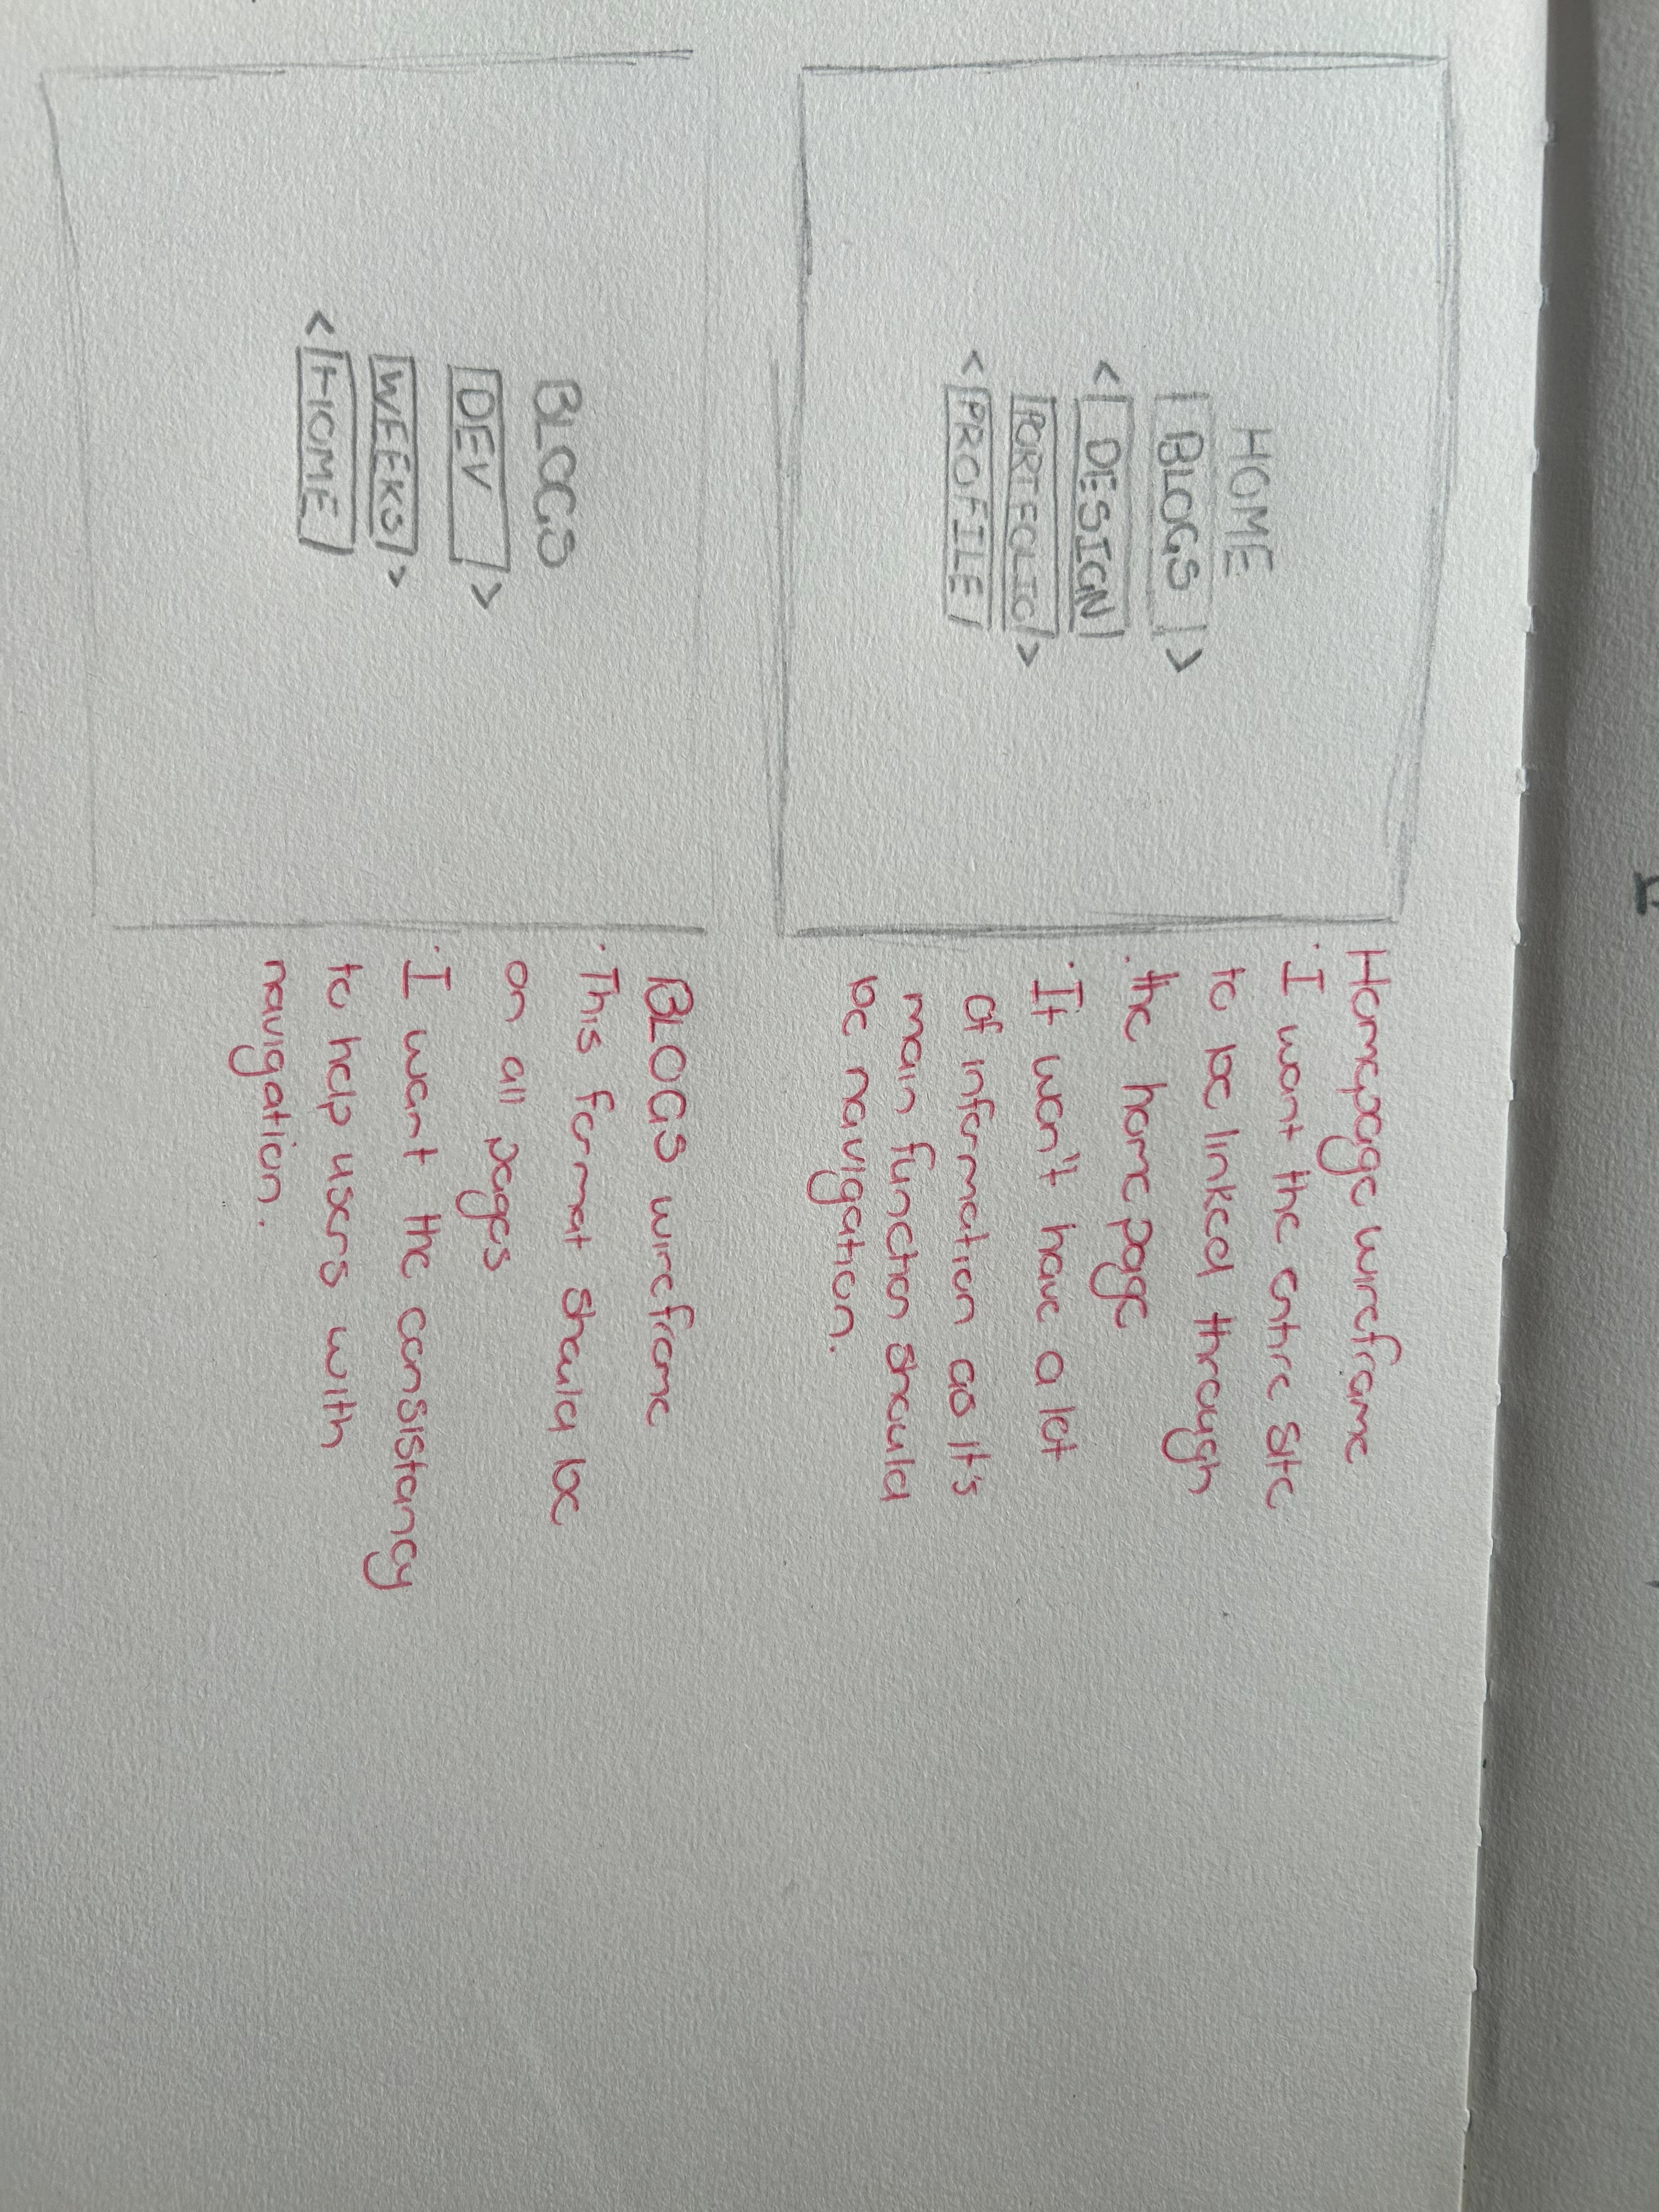 HOME
| BLOGS | >
< | DESIGN |
| PORTFOLIO | >
< | PROFILE |
Homepage wireframe
· I want the entire site
to be linked through
· the home page
· It won't have a lot
of information as it's
main function should
be navigation.
BLOGS
| DEV | >
| WEEKS | >
< | HOME |
BLOGS wireframe
· This format should be
on all pages
· I want the consistancy
to help users with
navigation.